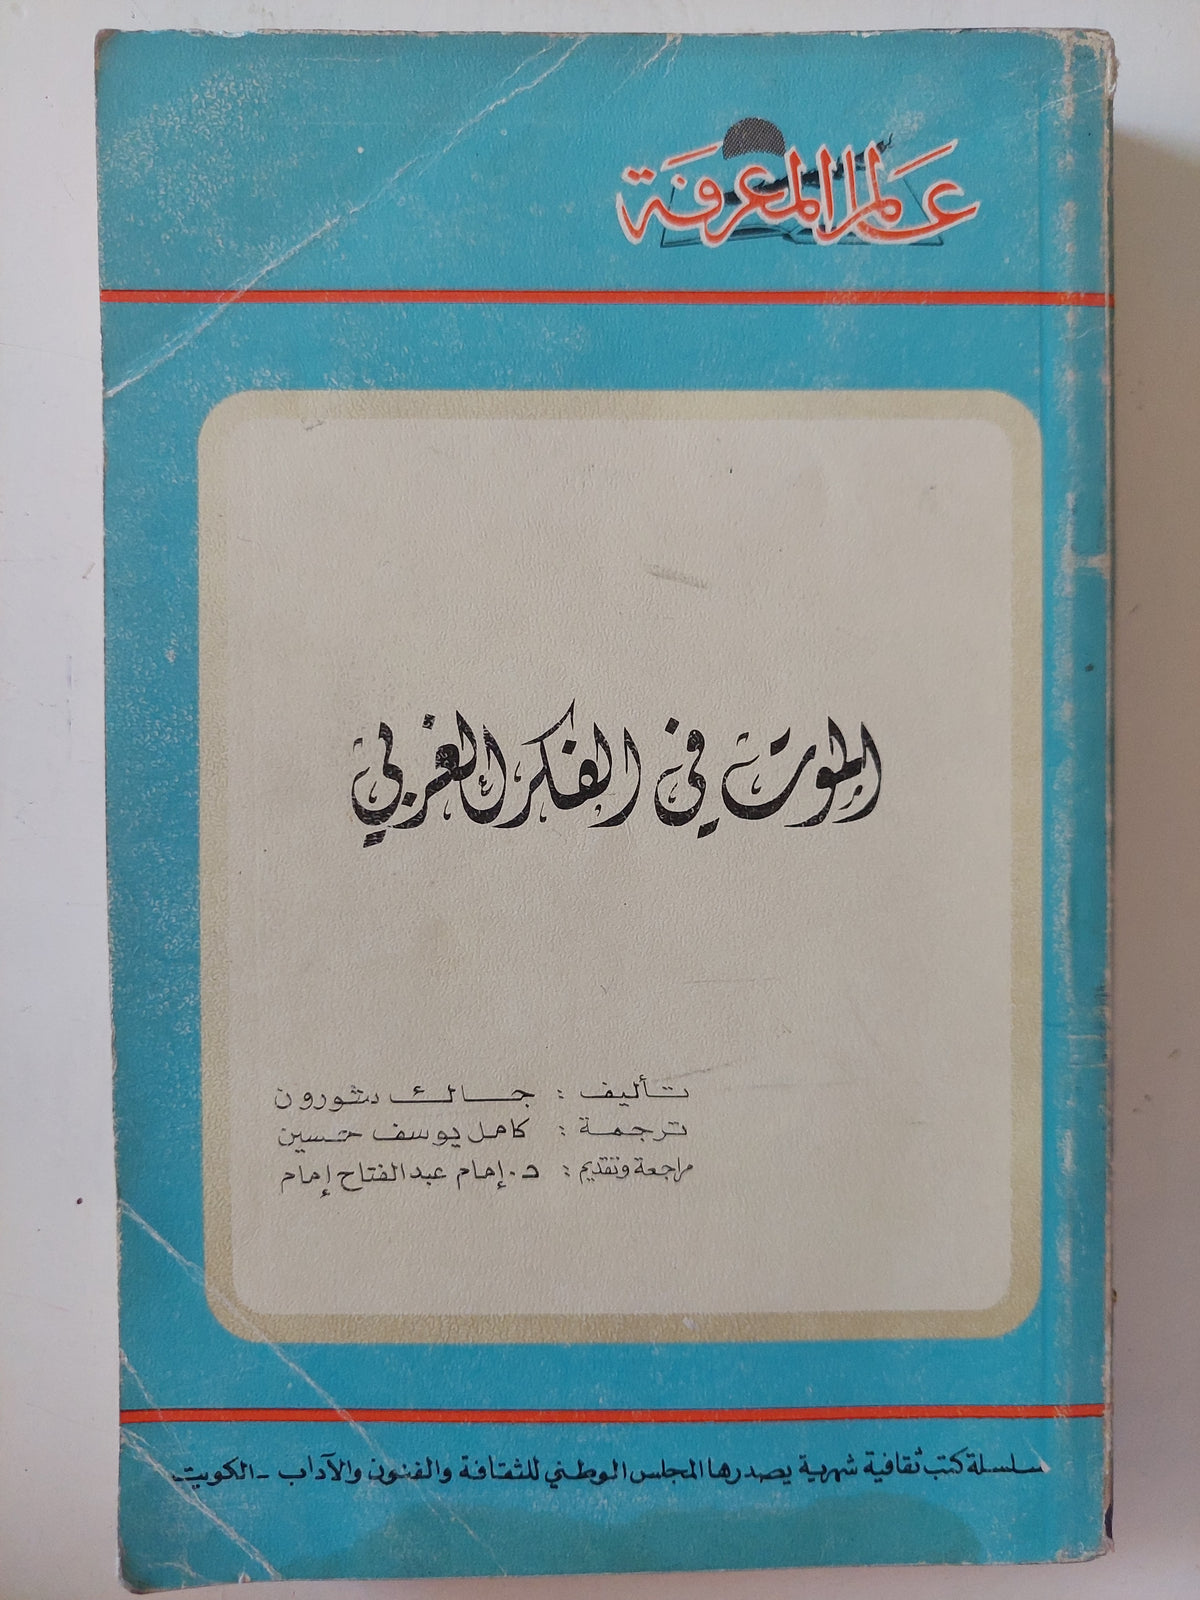 عالم المعرفة
الموت في الفكر الغربي
تأليف : جاك شورون
ترجمة : كامل يوسف حسين
مراجعة وتقديم : د. إمام عبد الفتاح إمام
سلسلة كتب ثقافية شهرية يصدرها المجلس الوطني للثقافة والفنون والآداب - الكويت